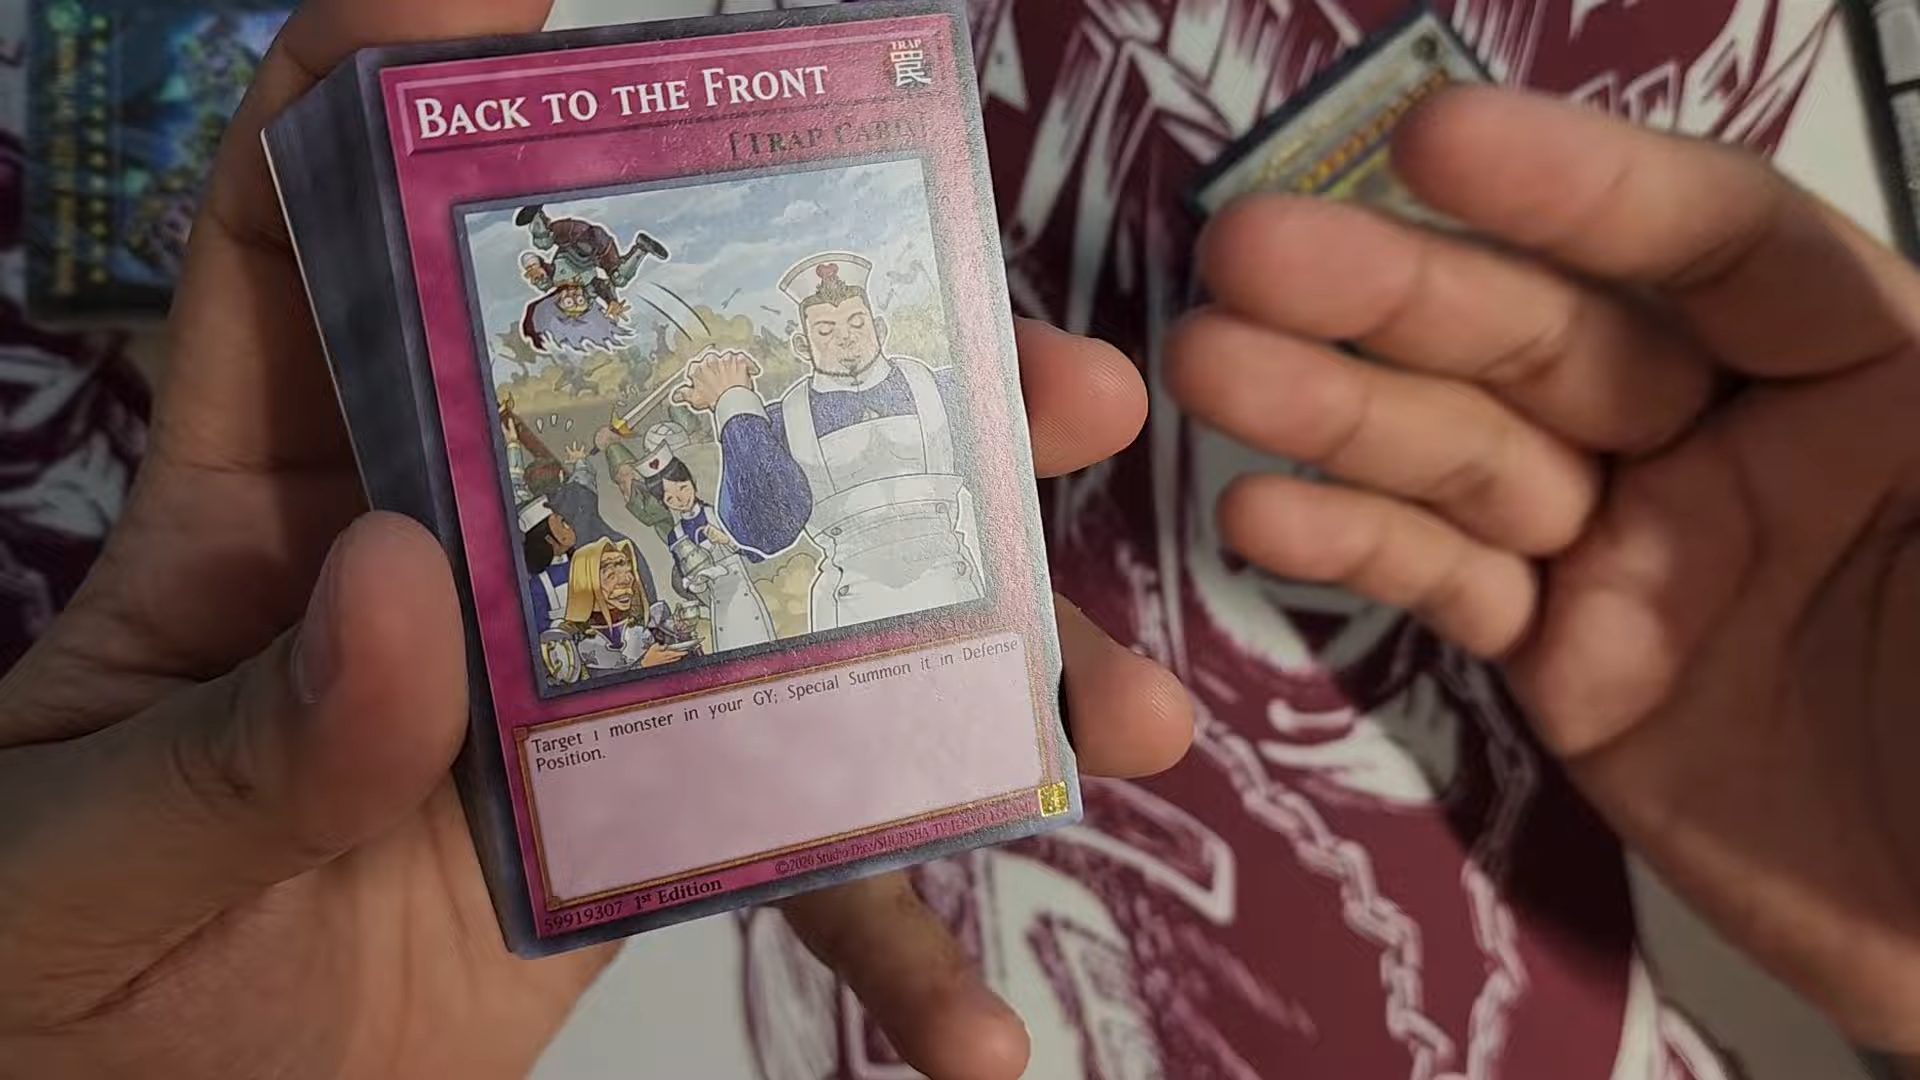 BACK TO THE FRONT
TRAP
罠
[TRAP CARD]
Target 1 monster in your GY; Special Summon it in Defense
Position.
59919307 1st Edition
©2020 Studio Dice/SHUEISHA, TV TOKYO, KONAMI